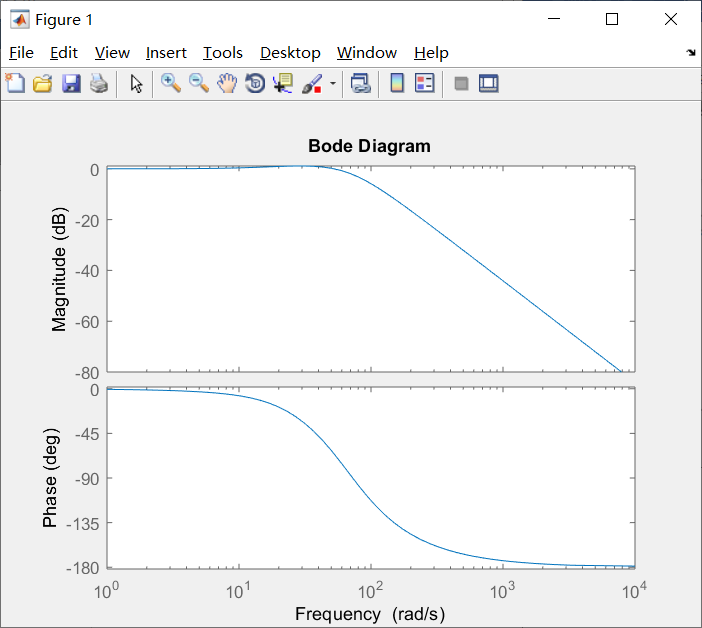 Figure 1
File Edit View Insert Tools Desktop Window Help
Bode Diagram
Magnitude (dB)
0
-20
-40
-60
-80
Phase (deg)
0
-45
-90
-135
-180
10^0 10^1 10^2 10^3 10^4
Frequency (rad/s)